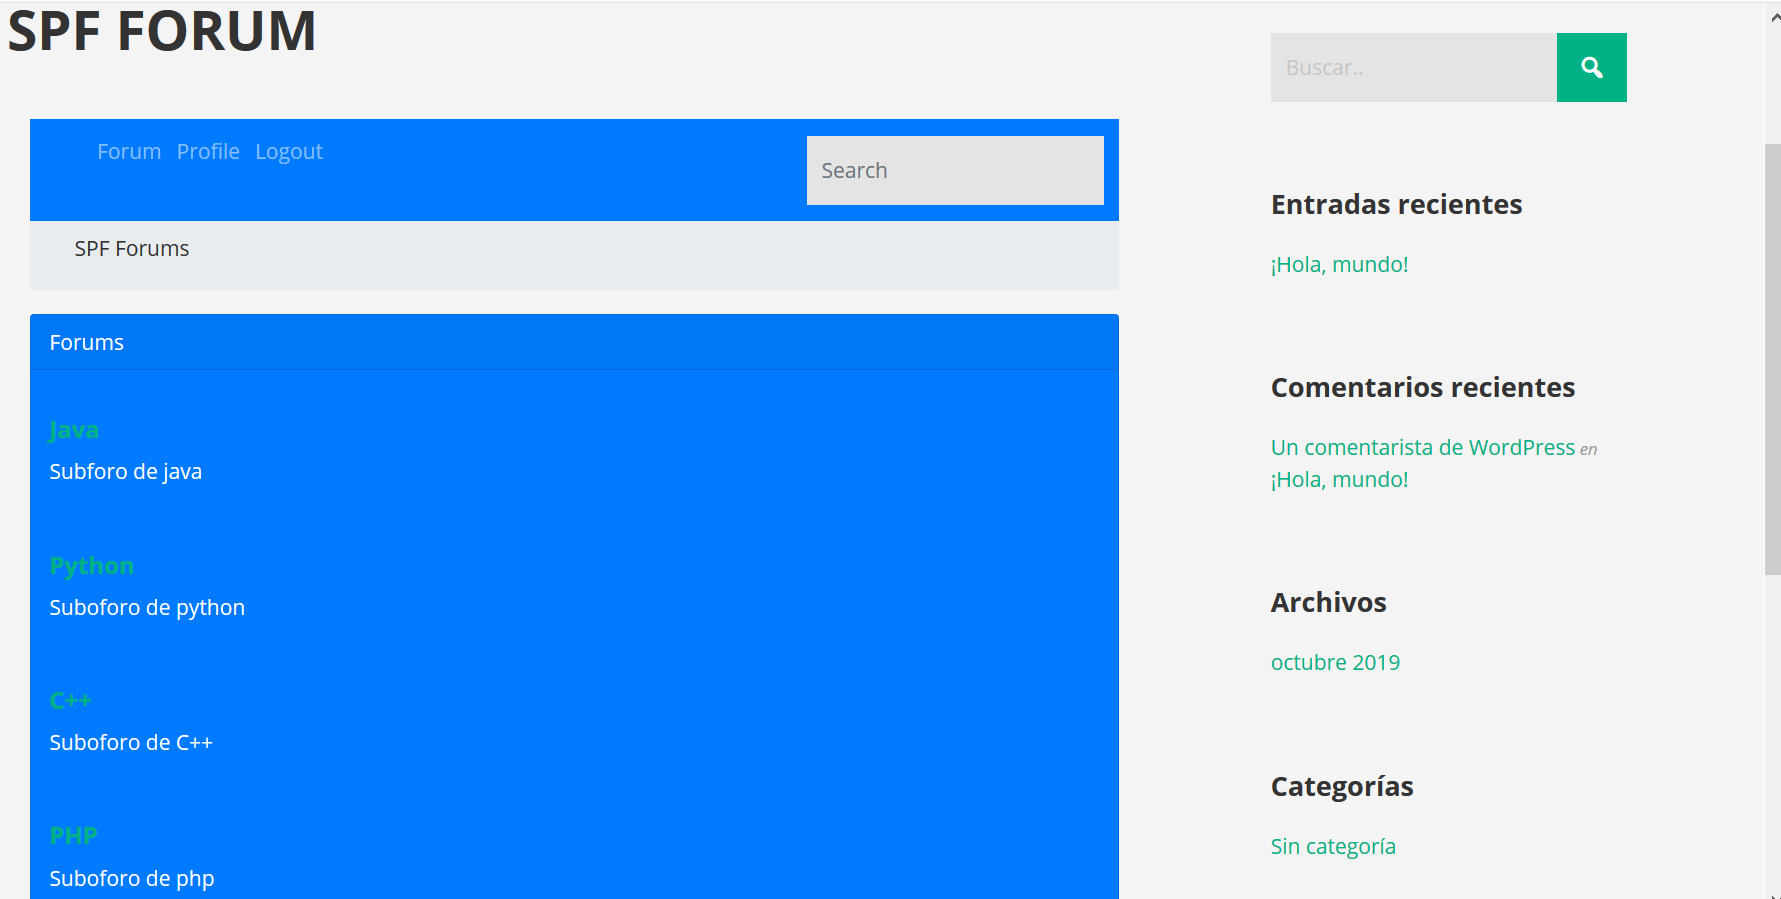 SPF FORUM
Forum Profile Logout
Search
SPF Forums
Forums
Java
Subforo de java
Python
Suboforo de python
C++
Suboforo de C++
PHP
Suboforo de php
Buscar..
Entradas recientes
¡Hola, mundo!
Comentarios recientes
Un comentarista de WordPress en
¡Hola, mundo!
Archivos
octubre 2019
Categorías
Sin categoría